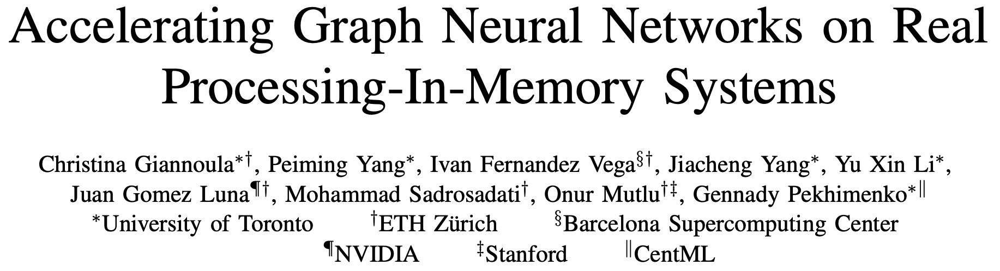 Accelerating Graph Neural Networks on Real
Processing-In-Memory Systems
Christina Giannoula*†, Peiming Yang*, Ivan Fernandez Vega§†, Jiacheng Yang*, Yu Xin Li*,
Juan Gomez Luna¶†, Mohammad Sadrosadati†, Onur Mutlu†‡, Gennady Pekhimenko*‖
*University of Toronto †ETH Zürich §Barcelona Supercomputing Center
¶NVIDIA ‡Stanford ‖CentML